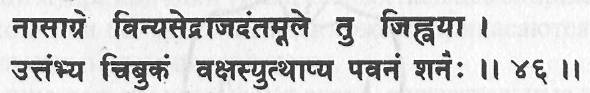 नासाग्रे विन्यसेद्राजदंतमूले तु जिह्वया ।
उत्तंभ्य चिबुकं वक्षस्युत्थाप्य पवनं शनैः ॥ ४६ ॥